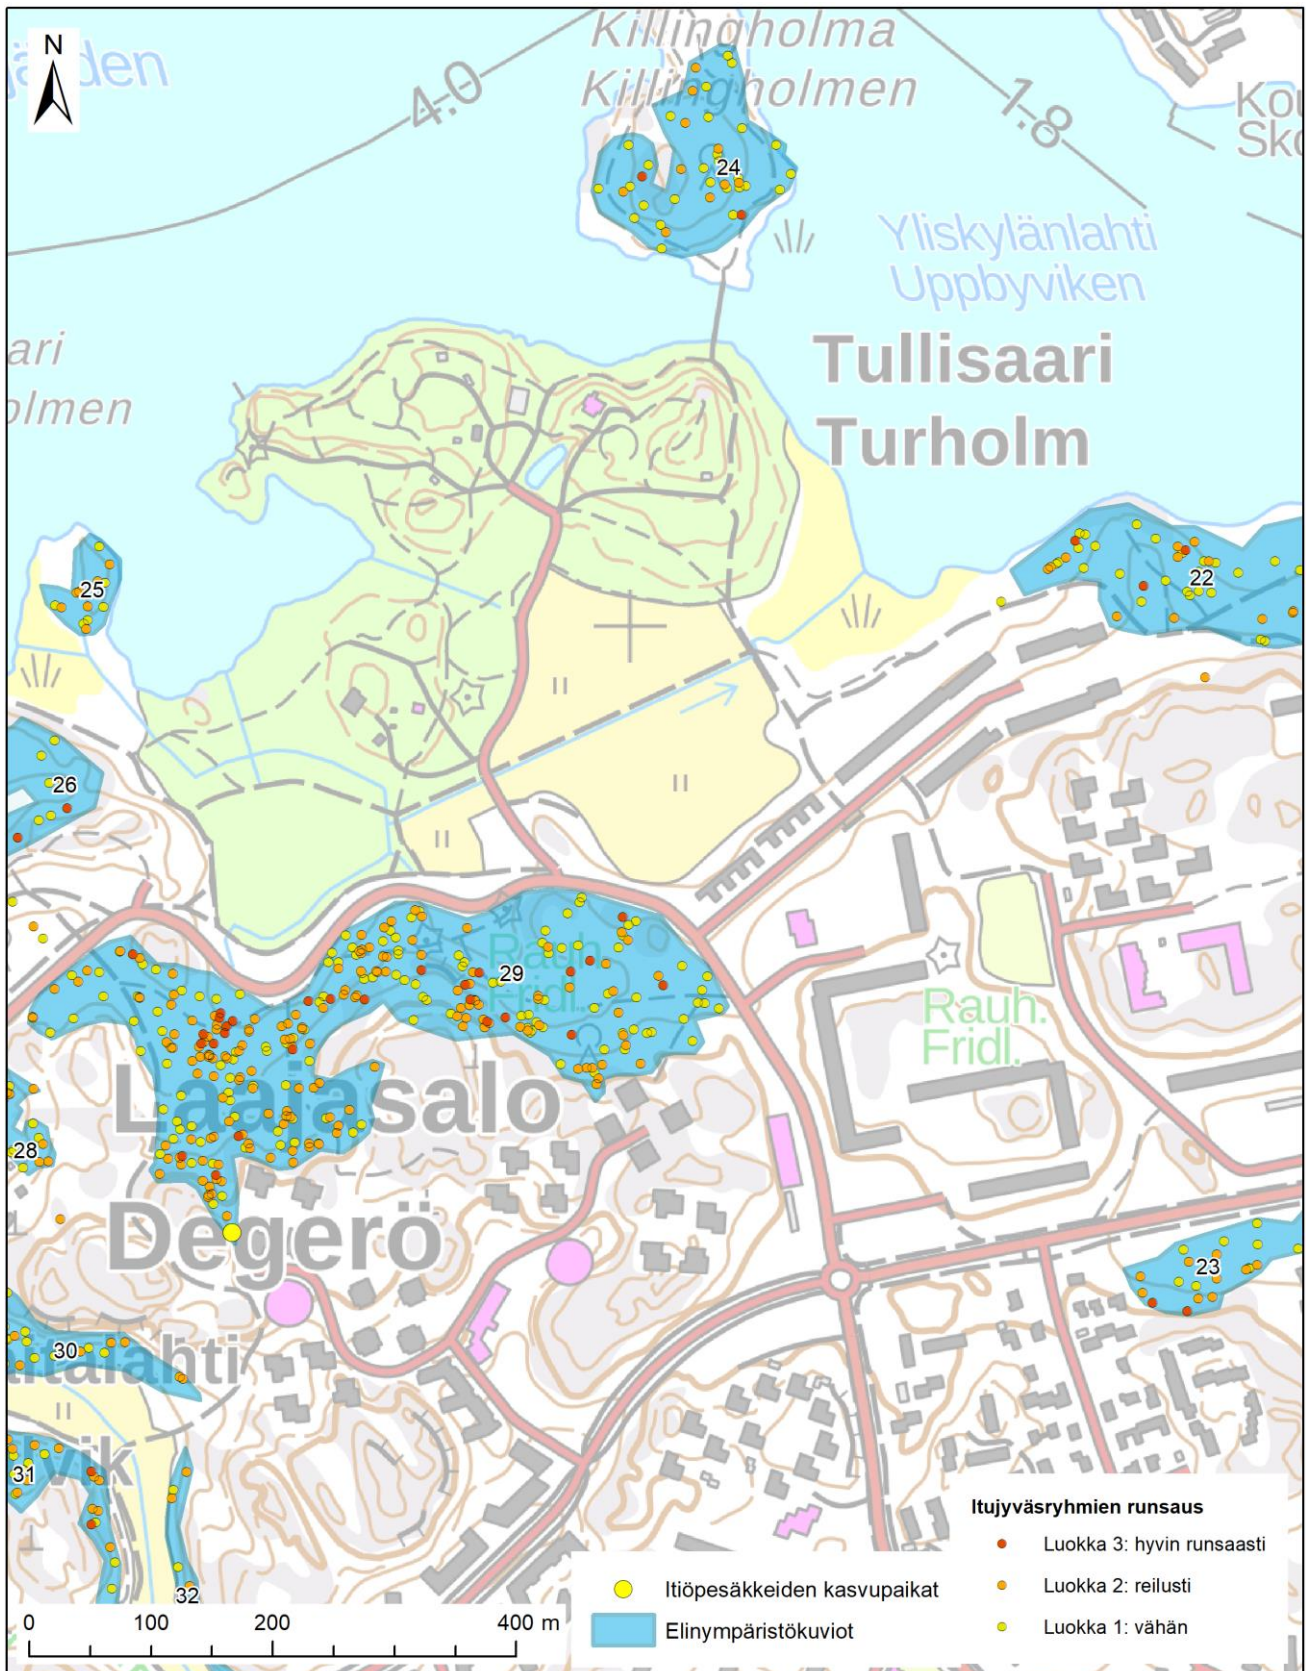 N
Killingholma
Killingholmen
4.0
1.8
24
Yliskylänlahti
Uppbyviken
Tullisaari
Turholm
25
22
26
29
Rauh.
Fridl.
Rauh.
Fridl.
Laajasalo
28
Degerö
23
30
31
32
Itujyväsryhmien runsaus
Luokka 3: hyvin runsaasti
Luokka 2: reilusti
Luokka 1: vähän
Itiöpesäkkeiden kasvupaikat
Elinympäristökuviot
0 100 200 400 m